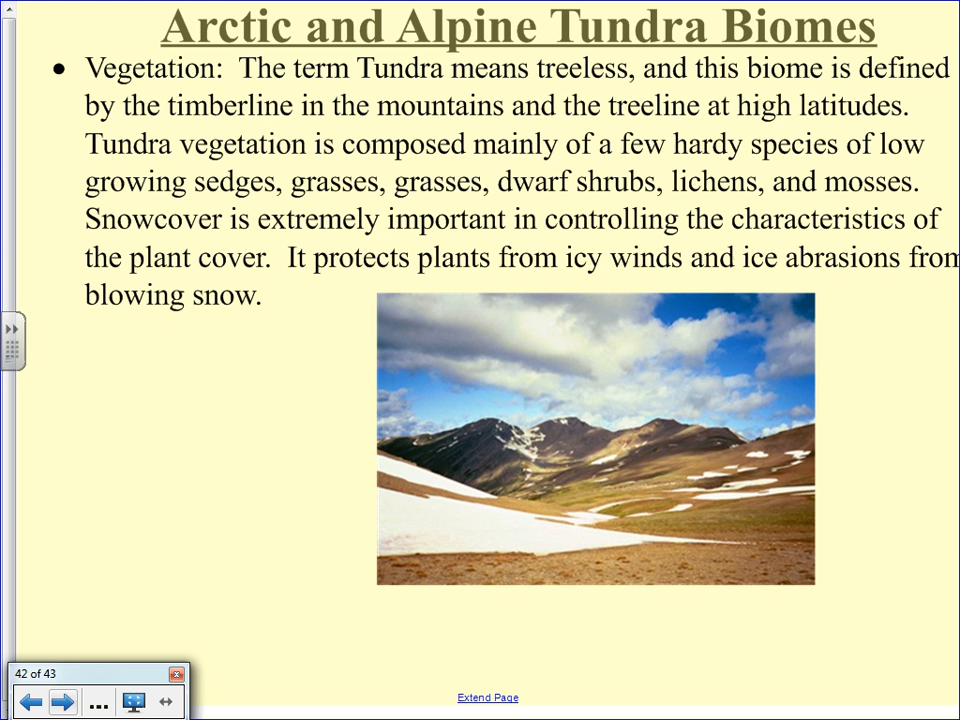 Arctic and Alpine Tundra Biomes
• Vegetation:  The term Tundra means treeless, and this biome is defined
by the timberline in the mountains and the treeline at high latitudes.
Tundra vegetation is composed mainly of a few hardy species of low
growing sedges, grasses, grasses, dwarf shrubs, lichens, and mosses.
Snowcover is extremely important in controlling the characteristics of
the plant cover.  It protects plants from icy winds and ice abrasions from
blowing snow.
42 of 43
...
Extend Page